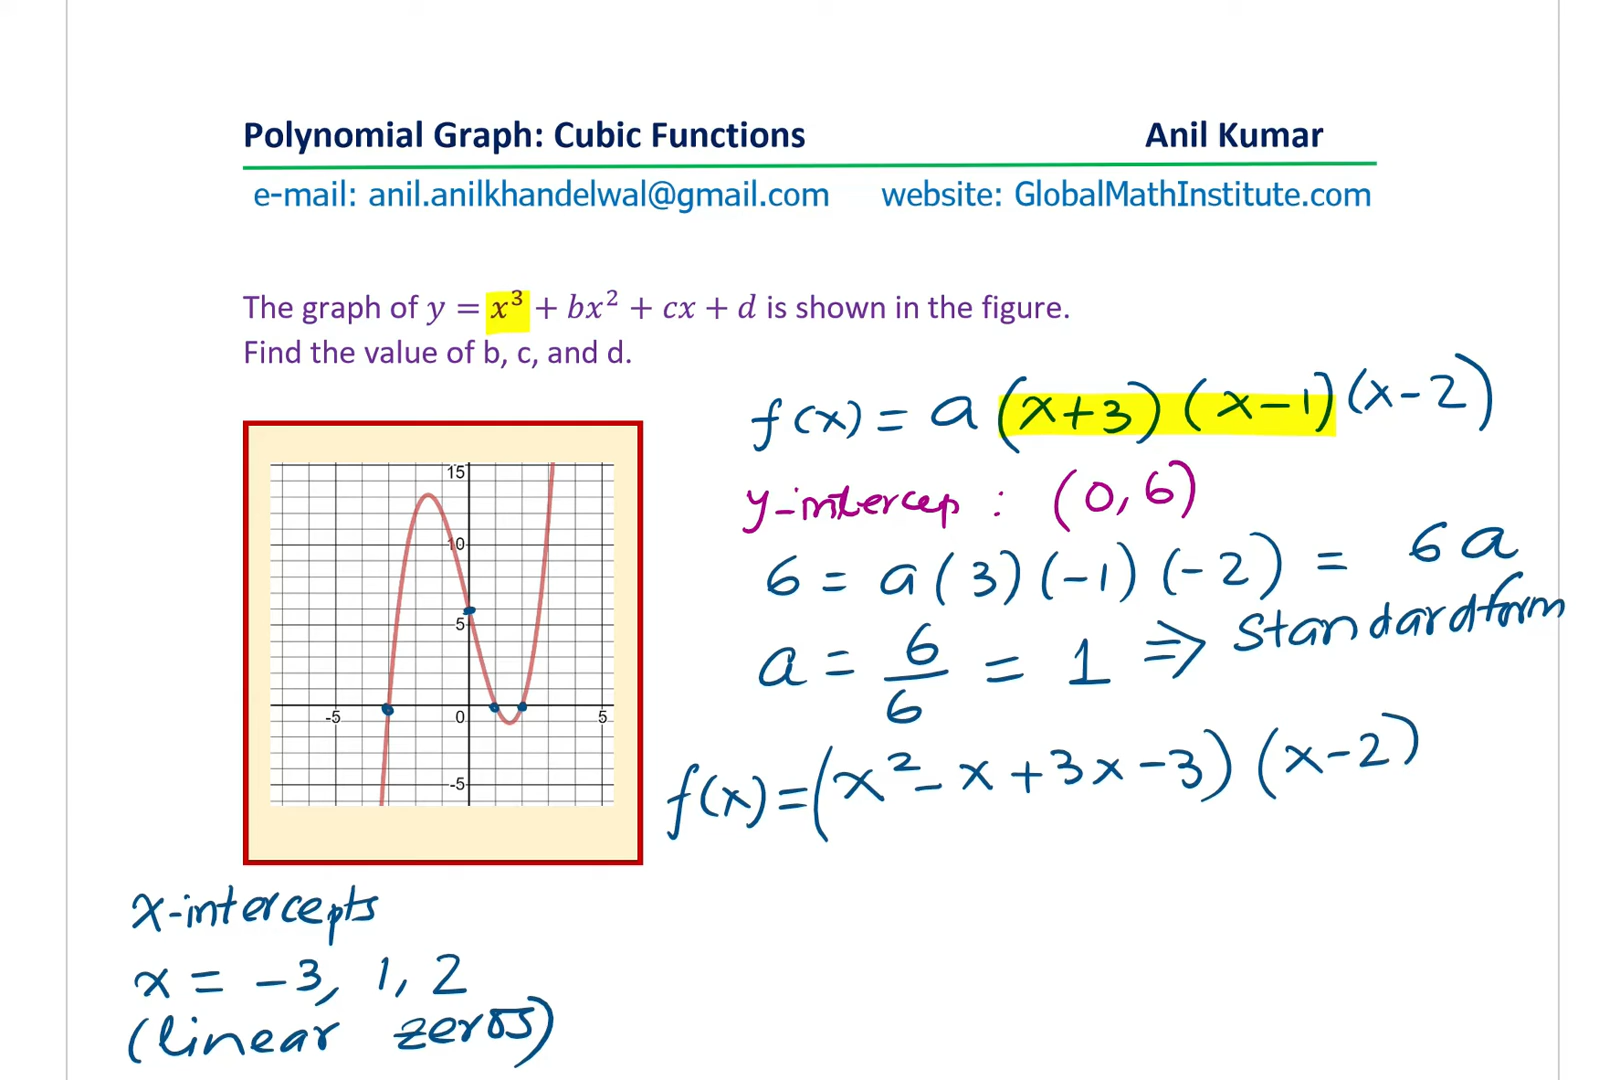 Polynomial Graph: Cubic Functions Anil Kumar
e-mail: anil.anilkhandelwal@gmail.com website: GlobalMathInstitute.com
The graph of y = x³ + bx² + cx + d is shown in the figure.
Find the value of b, c, and d.
f(x) = a (x+3) (x-1) (x-2)
y-intercep : (0, 6)
6 = a (3) (-1) (-2) = 6a
a = 6/6 = 1 ⇒ Standard form
f(x) = (x² - x + 3x - 3) (x-2)
15
10
5
-5 0 5
-5
x-intercepts
x = -3, 1, 2
(linear zeros)